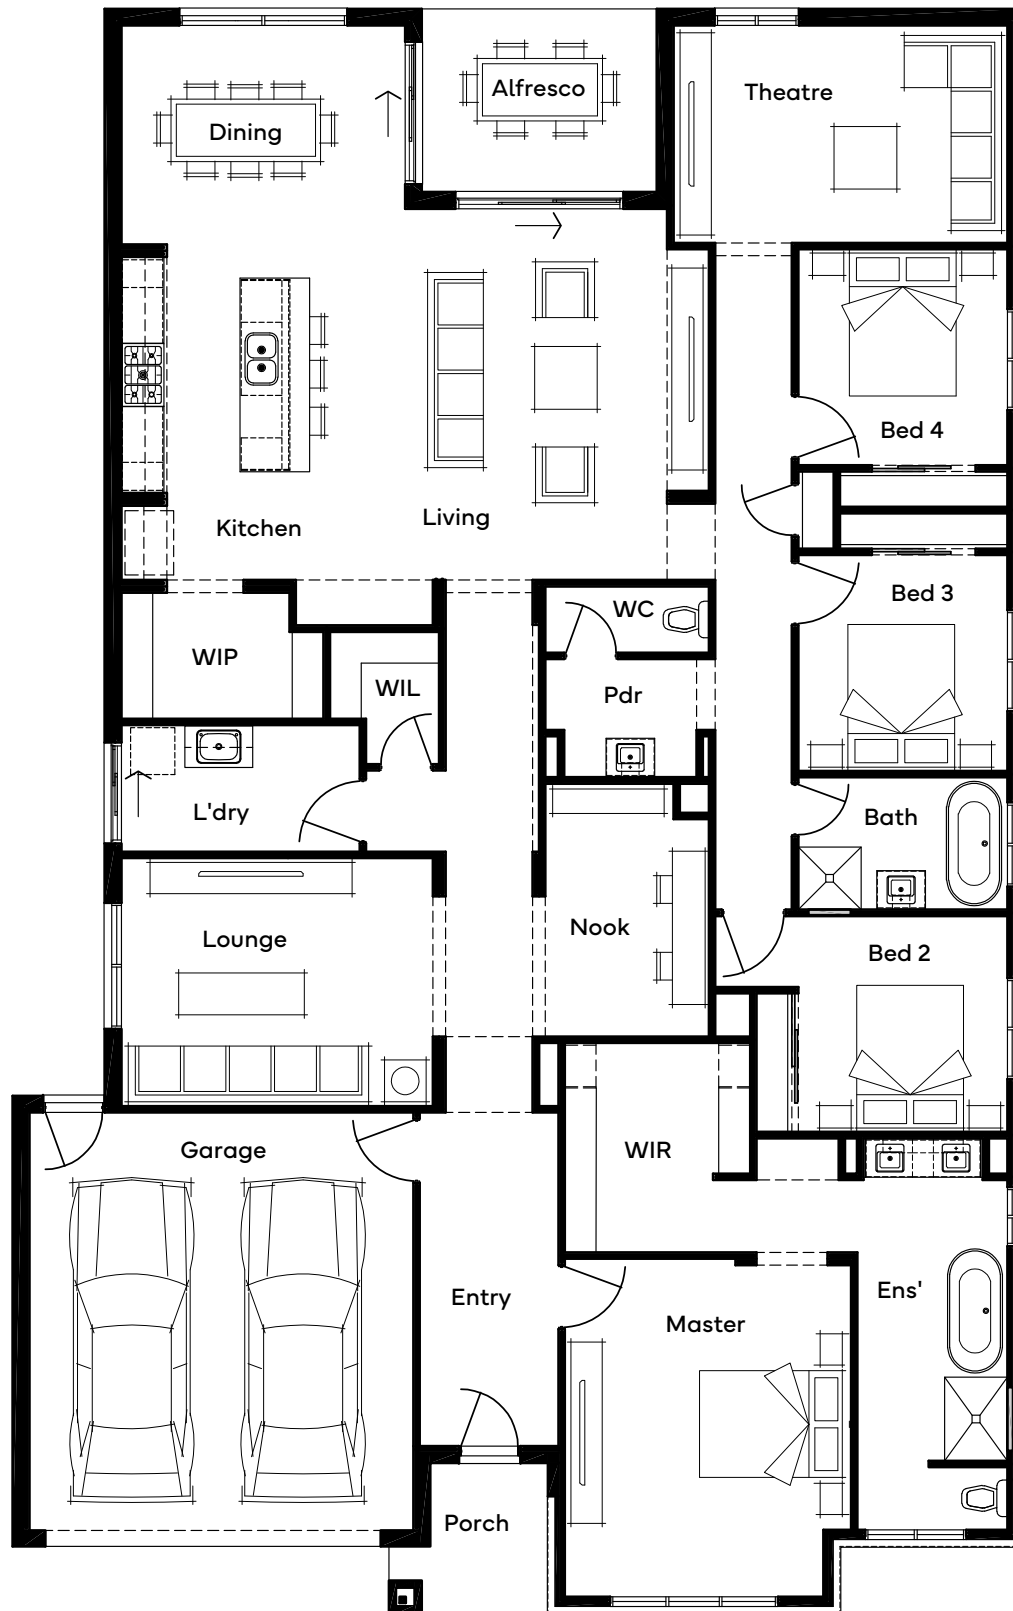 Alfresco
Theatre
Dining
Bed 4
Living
Kitchen
Bed 3
WC
WIP
WIL
Pdr
L'dry
Bath
Lounge
Nook
Bed 2
Garage
WIR
Ens'
Entry
Master
Porch